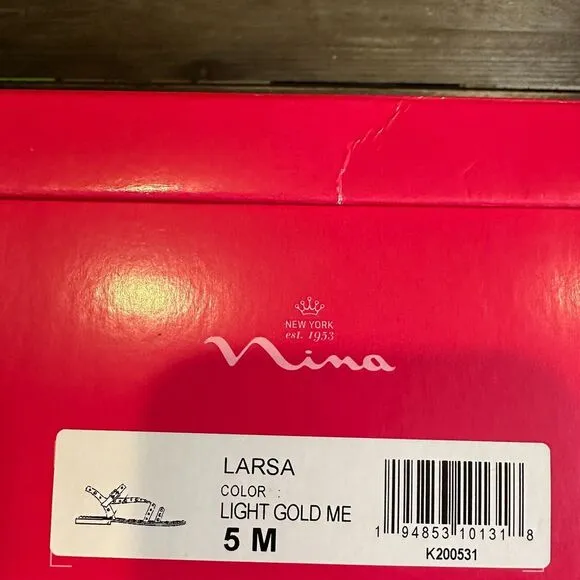 NEW YORK
est. 1953
nina
LARSA
COLOR :
LIGHT GOLD ME
5 M
1 94853 10131 8
K200531